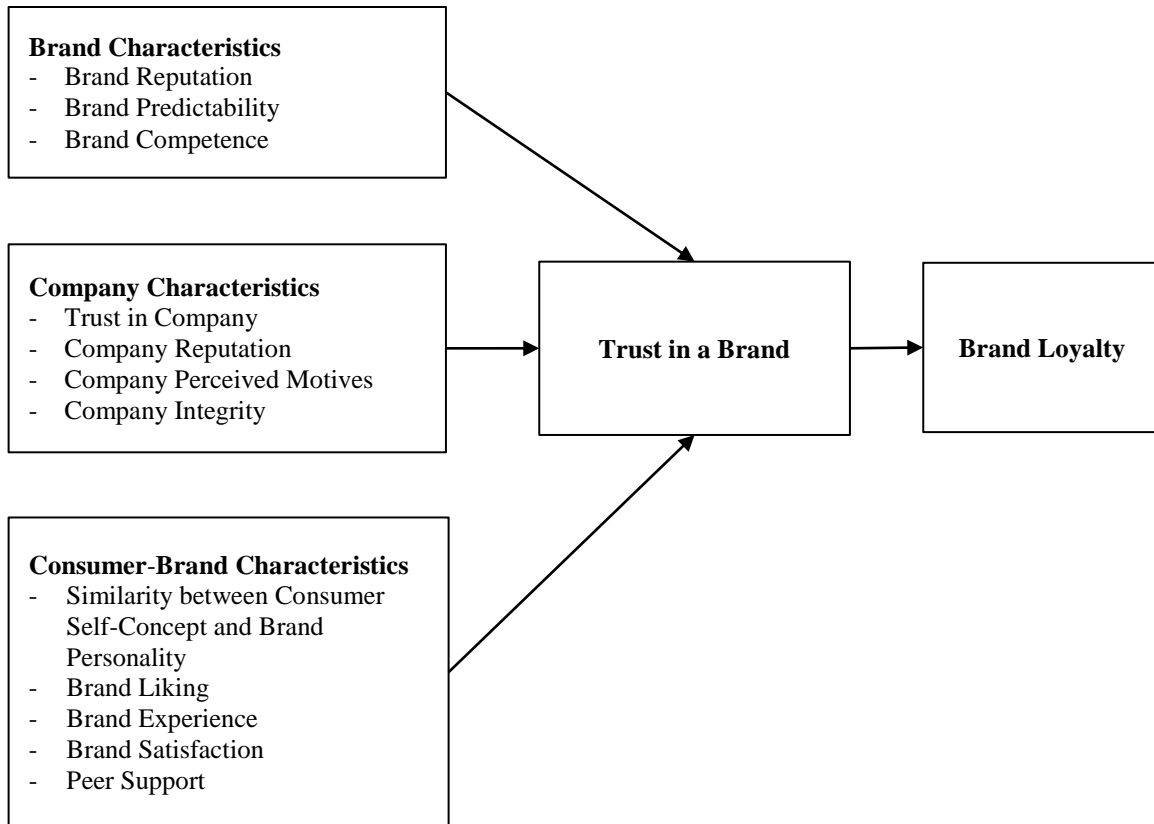 Brand Characteristics
- Brand Reputation
- Brand Predictability
- Brand Competence
Company Characteristics
- Trust in Company
- Company Reputation
- Company Perceived Motives
- Company Integrity
Trust in a Brand
Brand Loyalty
Consumer-Brand Characteristics
- Similarity between Consumer
Self-Concept and Brand
Personality
- Brand Liking
- Brand Experience
- Brand Satisfaction
- Peer Support